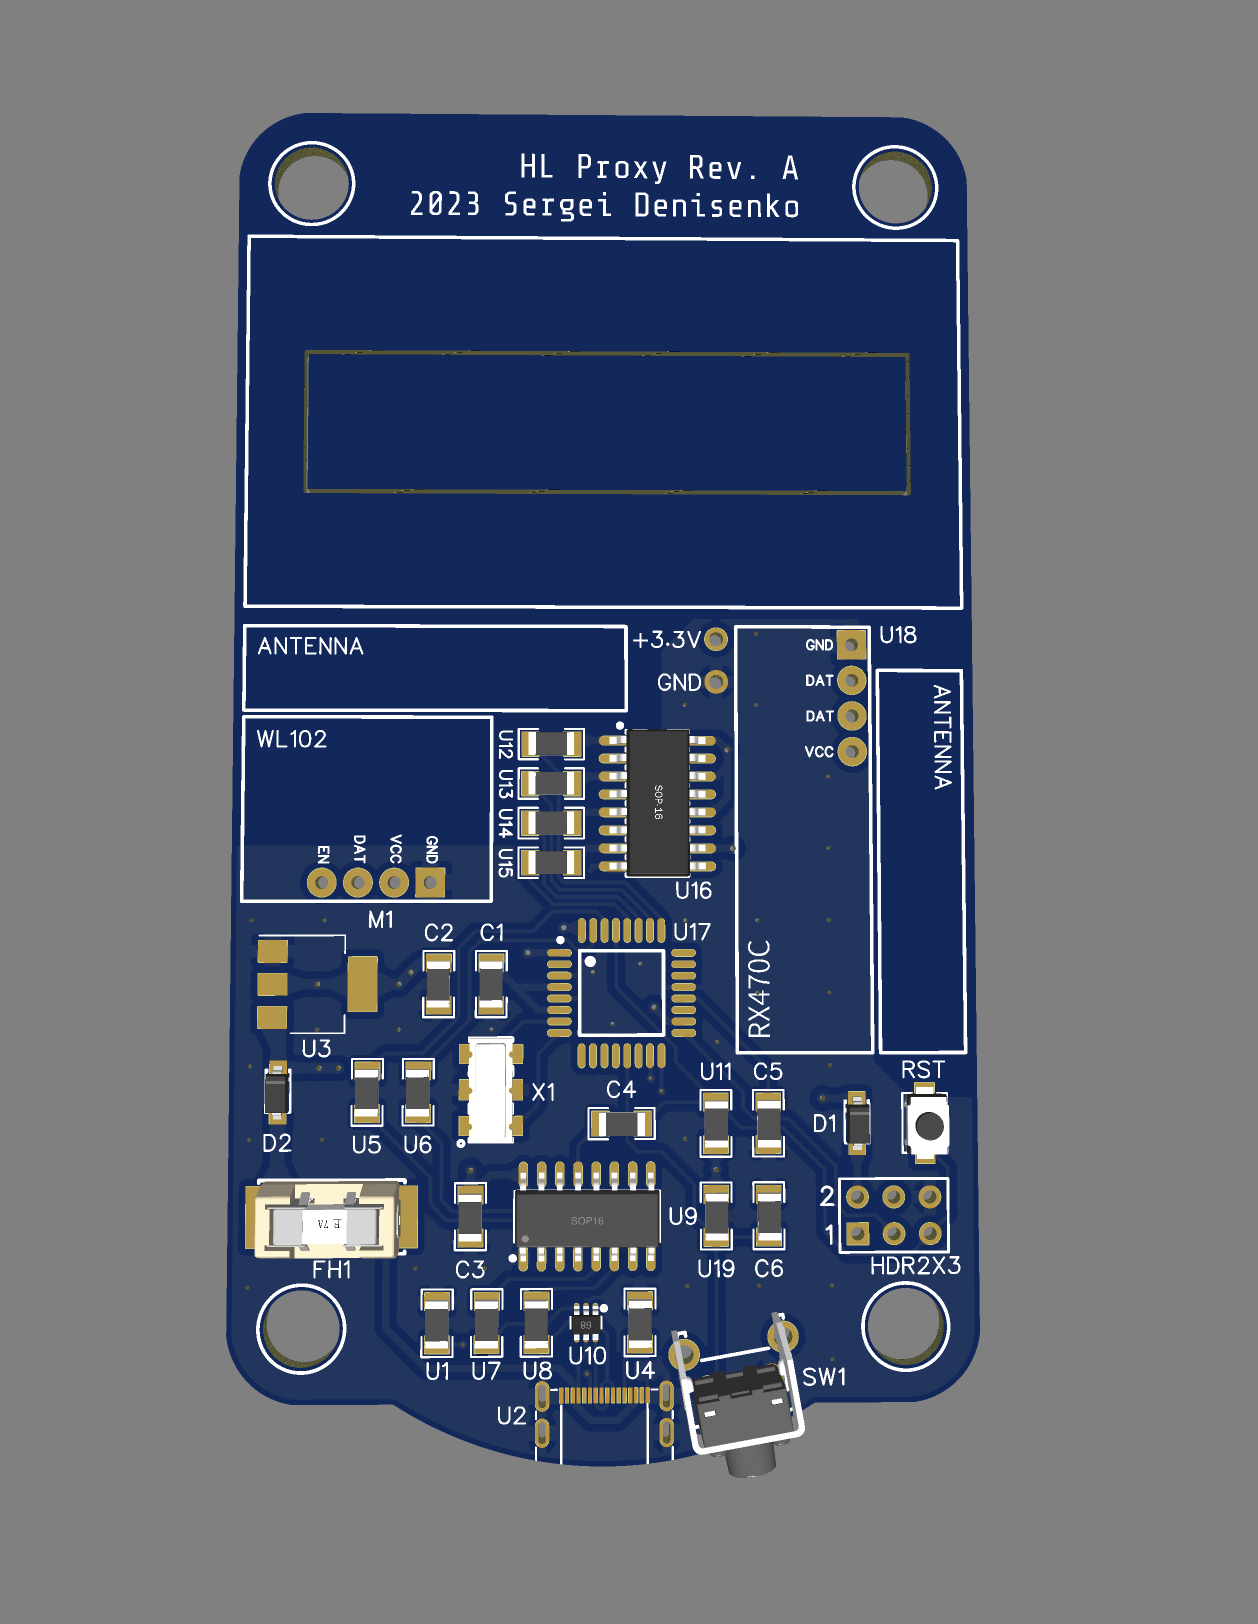 HL Proxy Rev. A
2023 Sergei Denisenko
ANTENNA
+3.3V
GND
GND
U18
DAT
DAT
VCC
ANTENNA
WL102
U12
U13
U14
U15
SOP16
EN
DAT
VCC
GND
M1
U16
RX470C
C2
C1
U17
U3
X1
C4
U11
C5
RST
D2
U5
U6
D1
2
1
HDR2X3
SOP16
U9
F 7A
FH1
C3
U19
C6
68
U1
U7
U8
U10
U4
SW1
U2